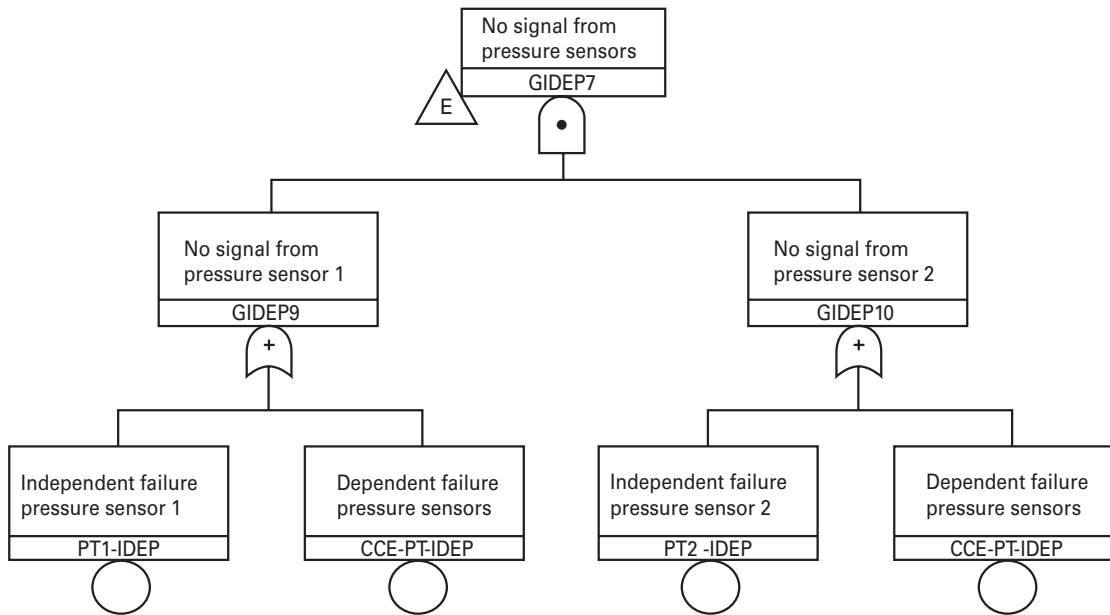 No signal from
pressure sensors
GIDEP7
E
No signal from
pressure sensor 1
GIDEP9
+
No signal from
pressure sensor 2
GIDEP10
+
Independent failure
pressure sensor 1
PT1-IDEP
Dependent failure
pressure sensors
CCE-PT-IDEP
Independent failure
pressure sensor 2
PT2 -IDEP
Dependent failure
pressure sensors
CCE-PT-IDEP